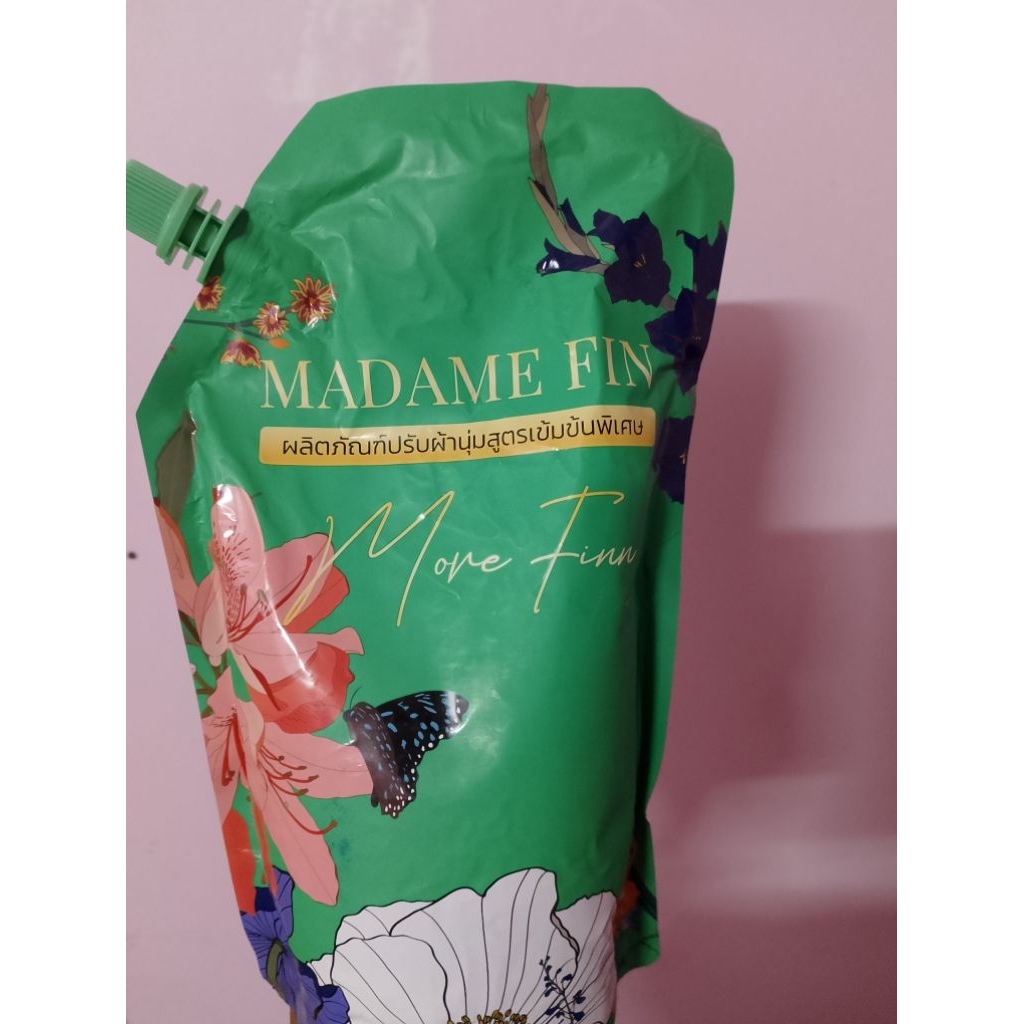 MADAME FIN
ผลิตภัณฑ์ปรับผ้านุ่มสูตรเข้มข้นพิเศษ
More Finn